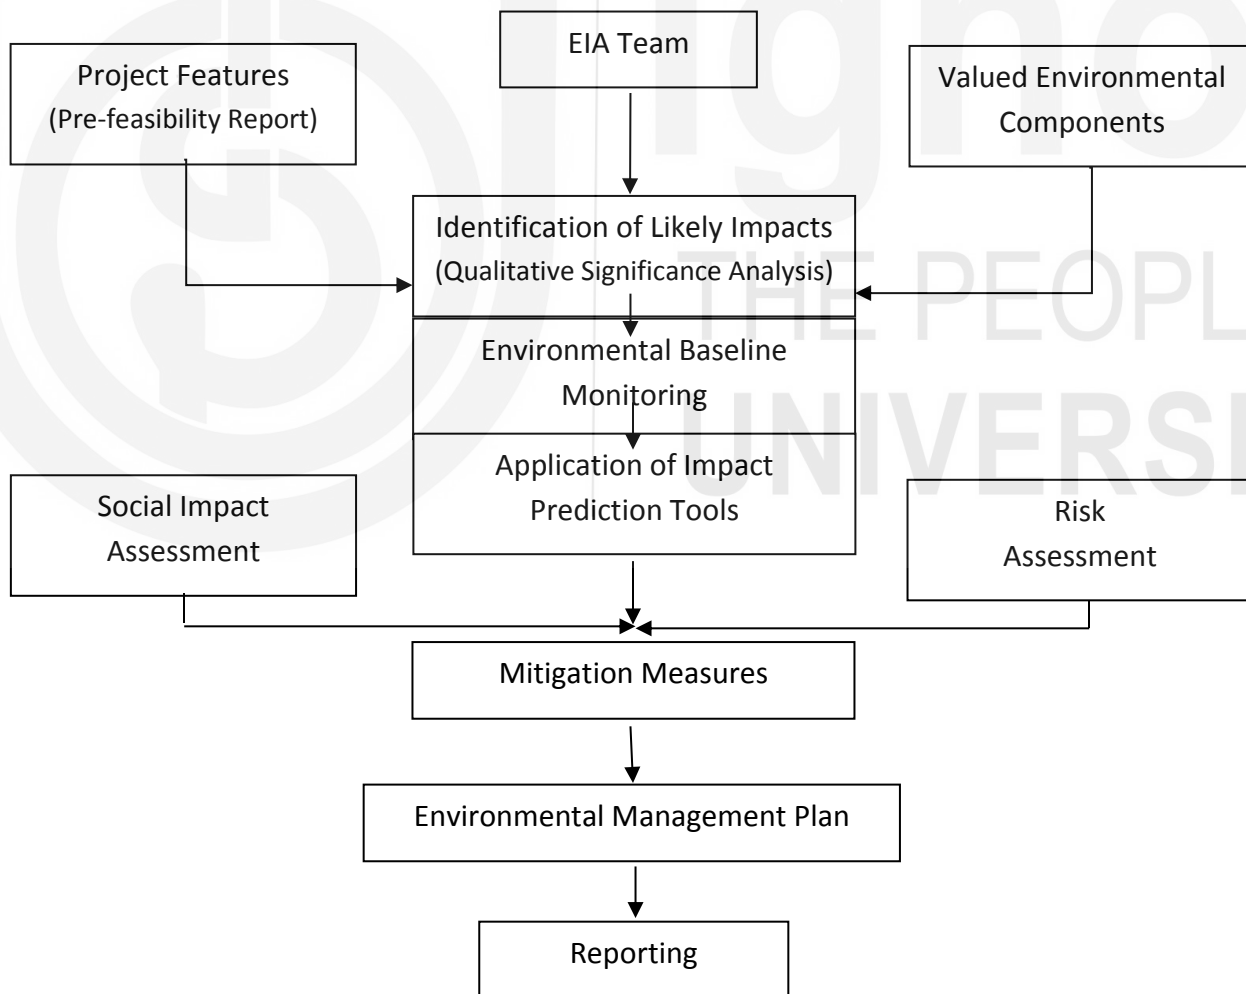 EIA Team
Project Features
(Pre-feasibility Report)
Valued Environmental
Components
Identification of Likely Impacts
(Qualitative Significance Analysis)
Environmental Baseline
Monitoring
Application of Impact
Prediction Tools
Social Impact
Assessment
Risk
Assessment
Mitigation Measures
Environmental Management Plan
Reporting
igno
THE PEOPL
UNIVERSI